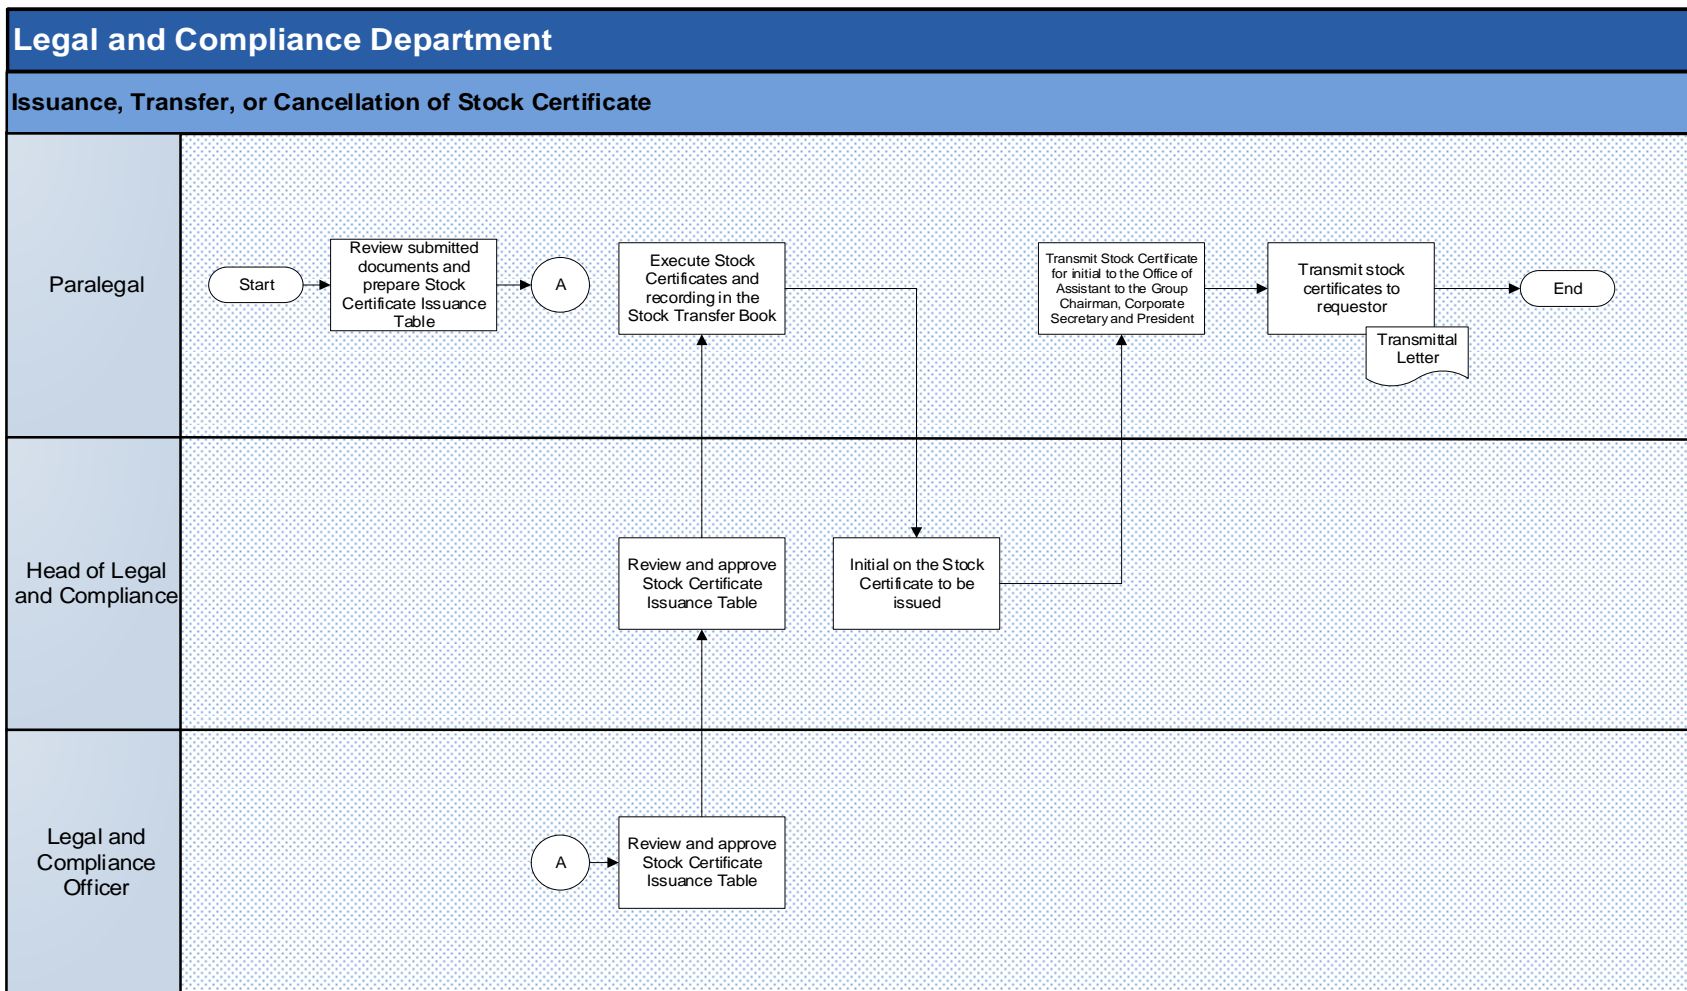 Legal and Compliance Department
Issuance, Transfer, or Cancellation of Stock Certificate
Paralegal
Start
Review submitted
documents and
prepare Stock
Certificate Issuance
Table
A
Execute Stock
Certificates and
recording in the
Stock Transfer Book
Transmit Stock Certificate
for initial to the Office of
Assistant to the Group
Chairman, Corporate
Secretary and President
Transmit stock
certificates to
requestor
Transmittal
Letter
End
Head of Legal
and Compliance
Review and approve
Stock Certificate
Issuance Table
Initial on the Stock
Certificate to be
issued
Legal and
Compliance
Officer
A
Review and approve
Stock Certificate
Issuance Table